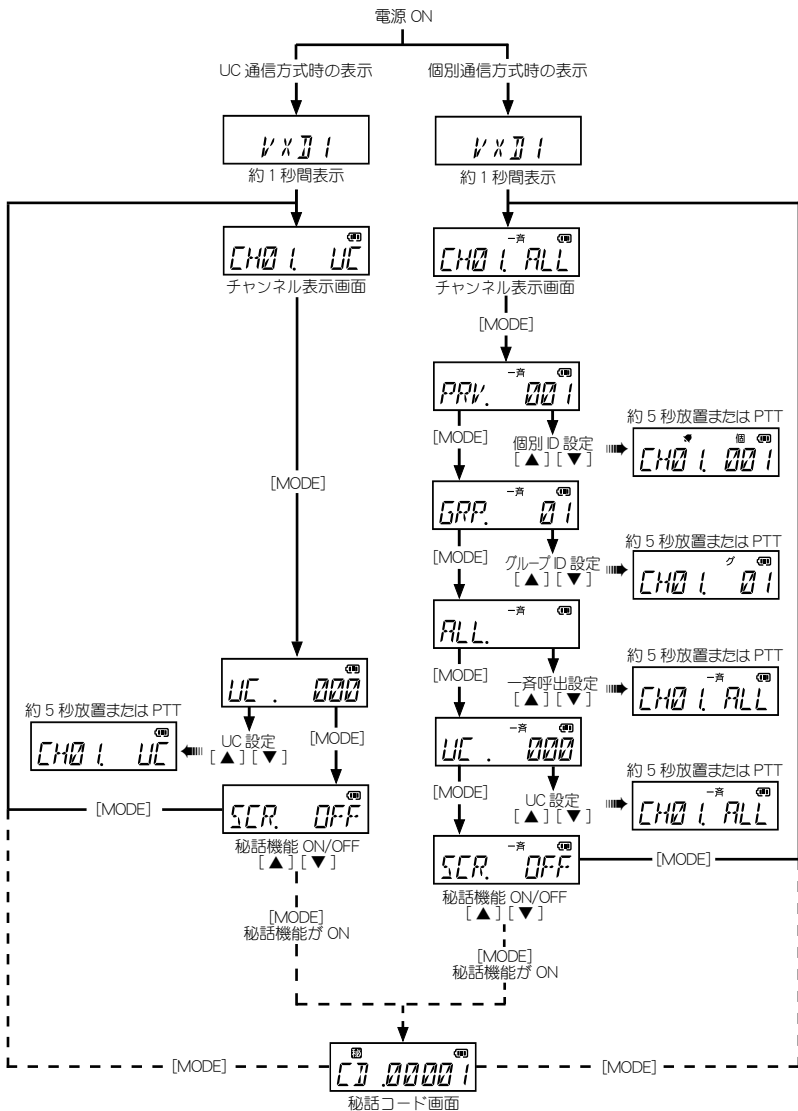 電源 ON
UC 通信方式時の表示
個別通信方式時の表示
VXD1
VXD1
約 1 秒間表示
約 1 秒間表示
CH01. UC
一斉
CH01. ALL
チャンネル表示画面
チャンネル表示画面
[MODE]
一斉
PRV. 001
[MODE]
個別 ID 設定
[ ▲ ] [ ▼ ]
約 5 秒放置または PTT
個
CH01. 001
[MODE]
一斉
GRP. 01
[MODE]
グループ ID 設定
[ ▲ ] [ ▼ ]
約 5 秒放置または PTT
グ
CH01. 01
一斉
ALL.
[MODE]
一斉呼出設定
[ ▲ ] [ ▼ ]
約 5 秒放置または PTT
一斉
CH01. ALL
UC . 000
約 5 秒放置または PTT
CH01. UC
UC 設定
[ ▲ ] [ ▼ ]
[MODE]
一斉
UC . 000
[MODE]
UC 設定
[ ▲ ] [ ▼ ]
約 5 秒放置または PTT
一斉
CH01. ALL
[MODE]
SCR. OFF
秘話機能 ON/OFF
[ ▲ ] [ ▼ ]
一斉
SCR. OFF
[MODE]
秘話機能 ON/OFF
[ ▲ ] [ ▼ ]
[MODE]
秘話機能が ON
[MODE]
秘話機能が ON
[MODE]
秘
CD .00001
[MODE]
秘話コード画面